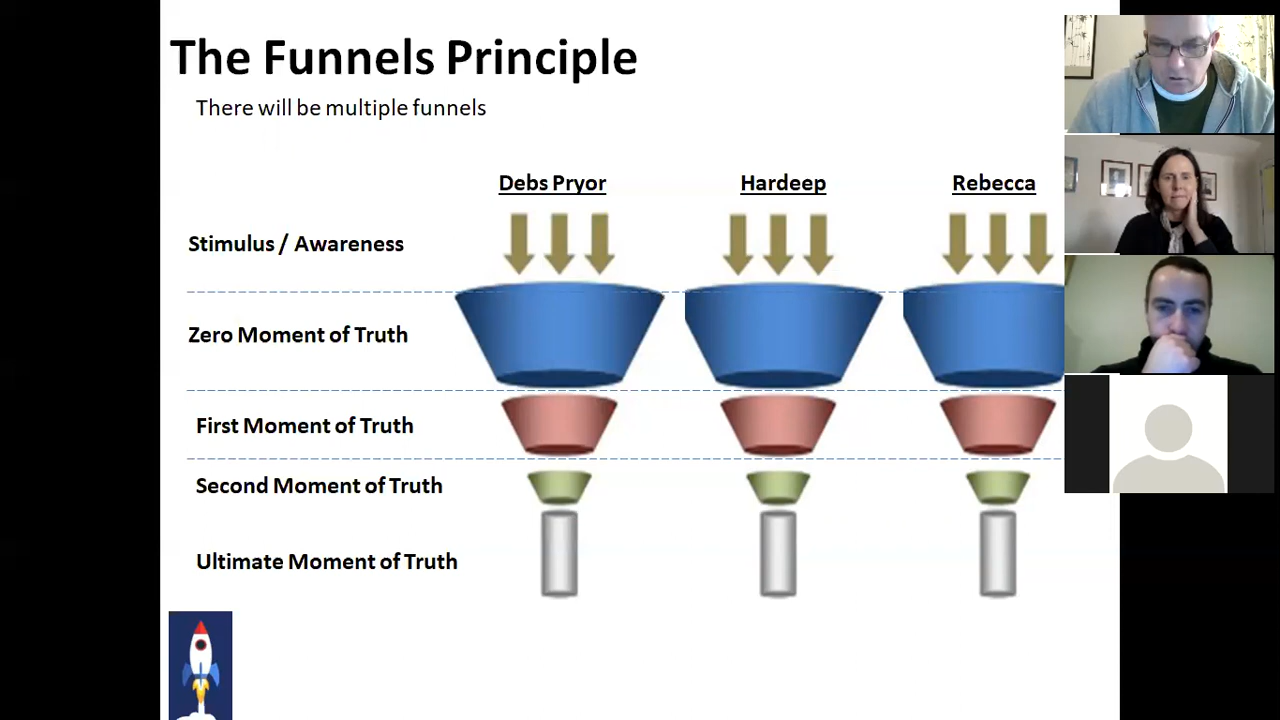 The Funnels Principle
There will be multiple funnels
Debs Pryor Hardeep Rebecca
Stimulus / Awareness
Zero Moment of Truth
First Moment of Truth
Second Moment of Truth
Ultimate Moment of Truth